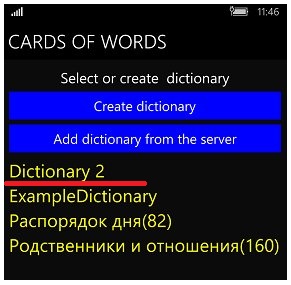 11:46
CARDS OF WORDS
Select or create dictionary
Create dictionary
Add dictionary from the server
Dictionary 2
ExampleDictionary
Распорядок дня(82)
Родственники и отношения(160)